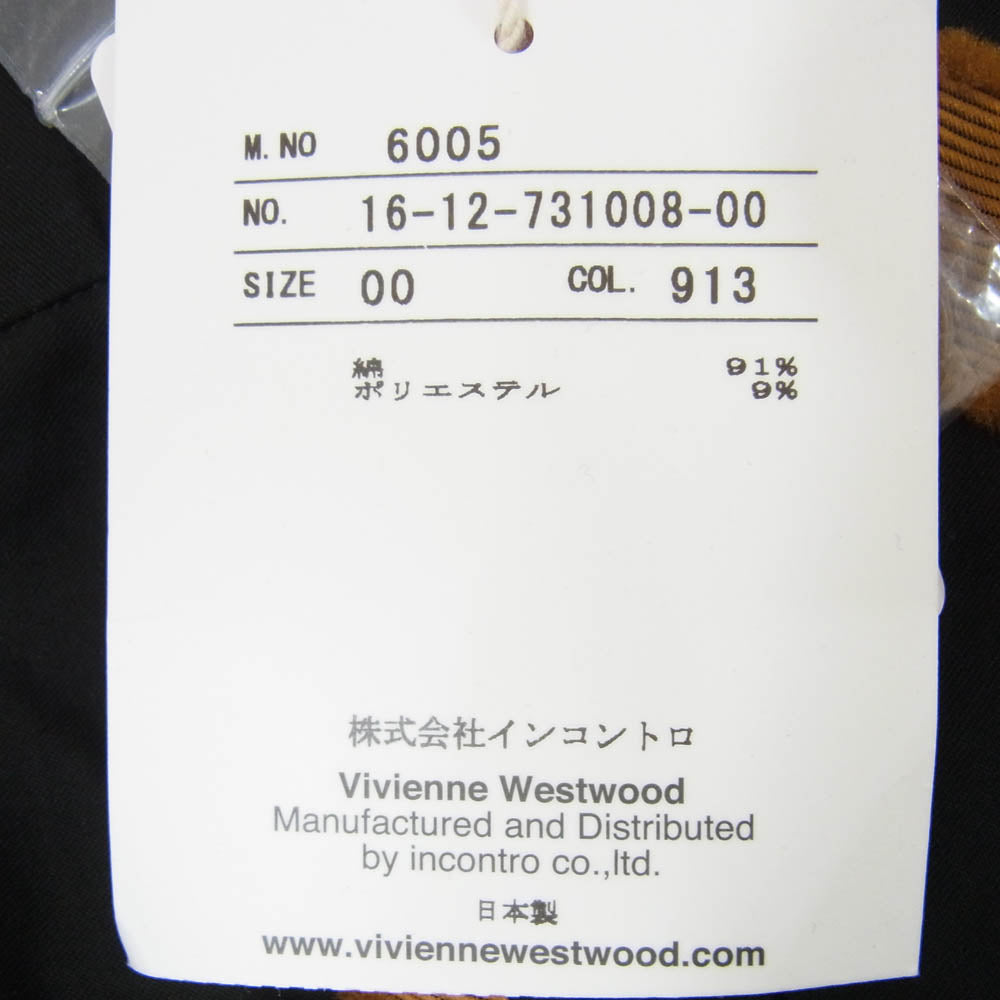 M. NO 6005
NO. 16-12-731008-00
SIZE 00 COL. 913
綿 91%
ポリエステル 9%
株式会社インコントロ
Vivienne Westwood
Manufactured and Distributed
by incontro co.,ltd.
日本製
www.viviennewestwood.com